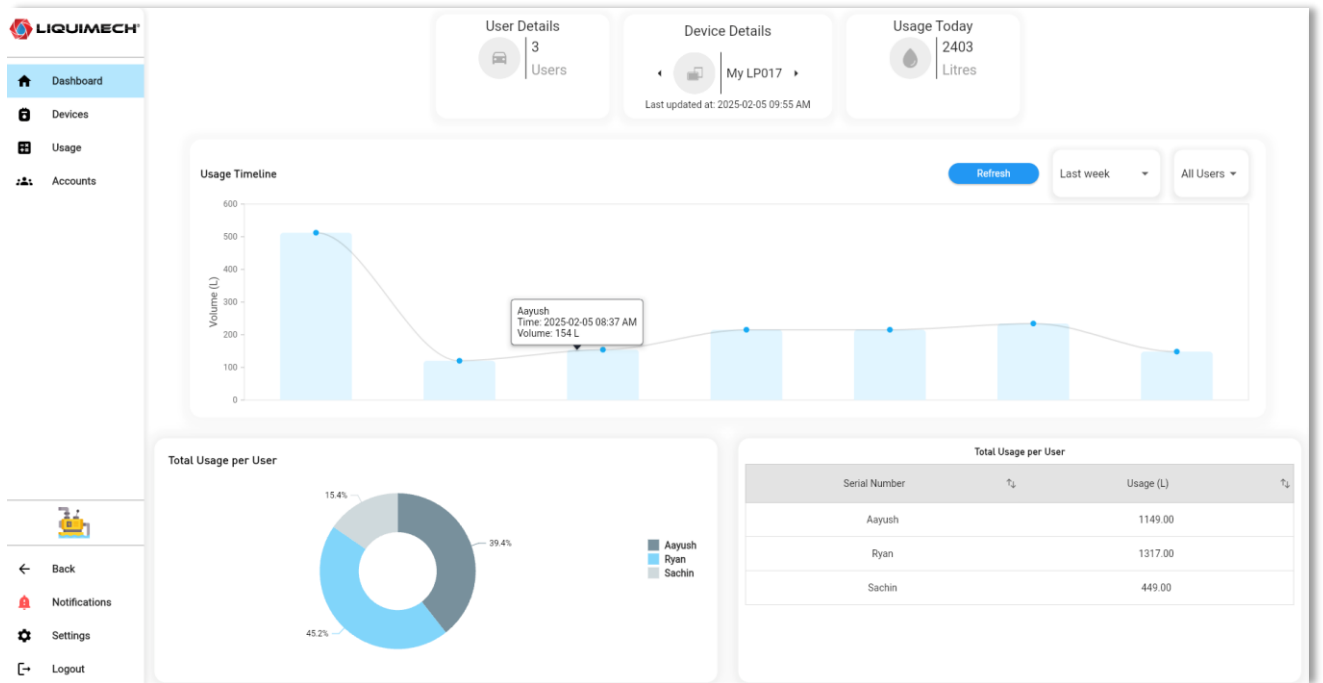 LIQUIMECH®
Dashboard
Devices
Usage
Accounts
Back
Notifications
Settings
Logout
User Details
3
Users
Device Details
My LP017
Last updated at: 2025-02-05 09:55 AM
Usage Today
2403
Litres
Usage Timeline
Refresh
Last week
All Users
Volume (L)
600
500
400
300
200
100
0
Aayush
Time: 2025-02-05 08:37 AM
Volume: 154 L
Total Usage per User
15.4%
39.4%
45.2%
Aayush
Ryan
Sachin
Total Usage per User
Serial Number Usage (L)
Aayush 1149.00
Ryan 1317.00
Sachin 449.00